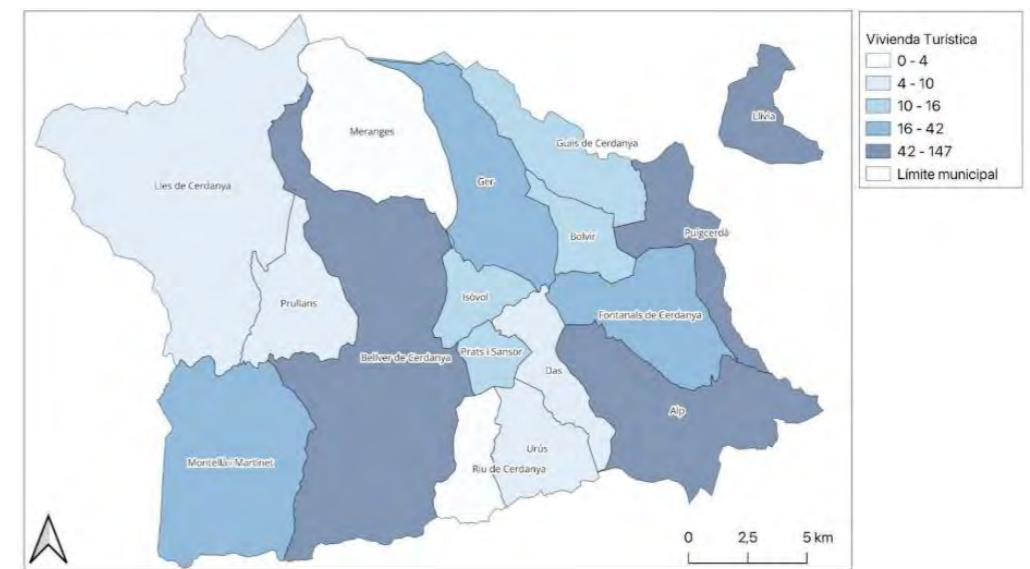 Vivienda Turística
0 - 4
4 - 10
10 - 16
16 - 42
42 - 147
Límite municipal
Llívia
Meranges
Guils de Cerdanya
Lles de Cerdanya
Ger
Puigcerdà
Bolvir
Isòvol
Prullans
Fontanals de Cerdanya
Prats i Sansor
Bellver de Cerdanya
Das
Alp
Urús
Montellà i Martinet
Riu de Cerdanya
0 2,5 5 km